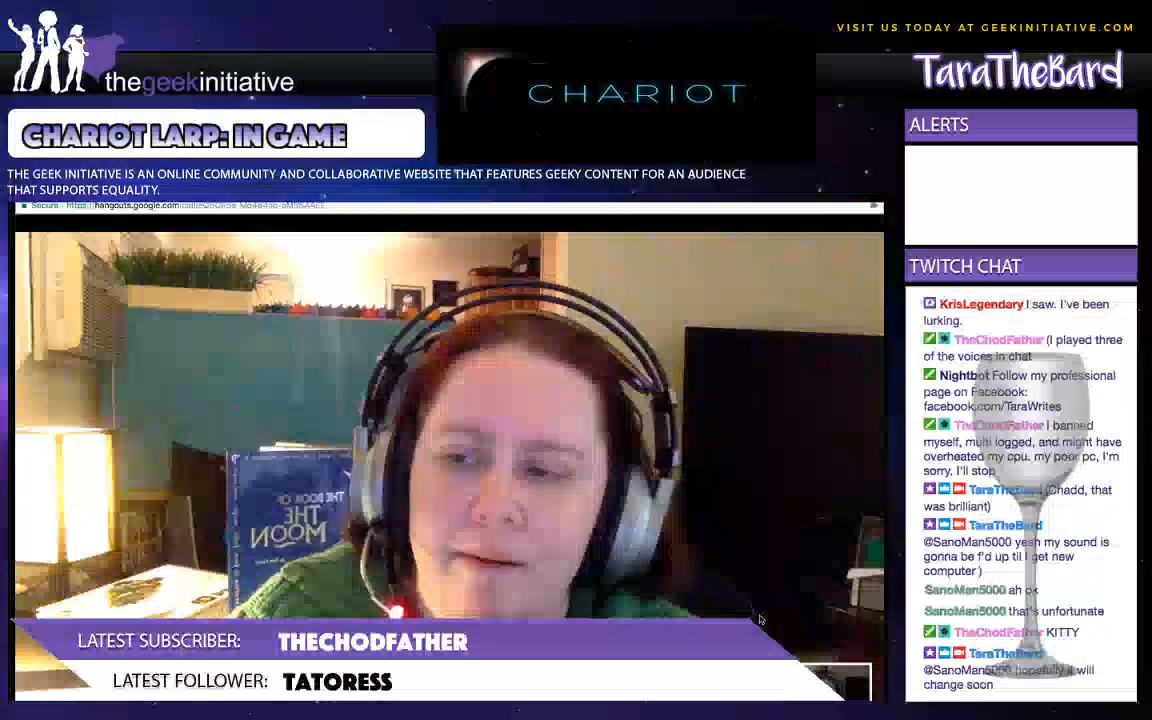 VISIT US TODAY AT GEEKINITIATIVE.COM
thegeekinitiative
CHARIOT
TaraTheBard
CHARIOT LARP: IN GAME
THE GEEK INITIATIVE IS AN ONLINE COMMUNITY AND COLLABORATIVE WEBSITE THAT FEATURES GEEKY CONTENT FOR AN AUDIENCE
THAT SUPPORTS EQUALITY.
Secure https://hangouts.google.com
THE BOOK OF
THE
MOON
LATEST SUBSCRIBER: THECHODFATHER
LATEST FOLLOWER: TATORESS
ALERTS
TWITCH CHAT
KrisLegendary I saw. I've been
lurking.
TheChodFather (I played three
of the voices in chat
Nightbot Follow my professional
page on Facebook:
facebook.com/TaraWrites
TheChodFather I banned
myself, multi logged, and might have
overheated my cpu. my poor pc, I'm
sorry, I'll stop
TaraTheBard (Chadd, that
was brilliant)
TaraTheBard
@SanoMan5000 yeah my sound is
gonna be f'd up til I get new
computer )
SanoMan5000 ah ok
SanoMan5000 that's unfortunate
TheChodFather KITTY
TaraTheBard
@SanoMan5000 hopefully it will
change soon